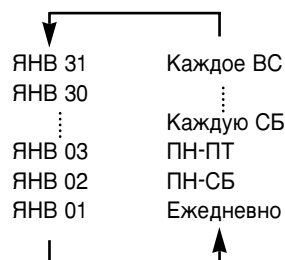 ЯНВ 31 Каждое ВС
ЯНВ 30
Каждую СБ
ЯНВ 03 ПН-ПТ
ЯНВ 02 ПН-СБ
ЯНВ 01 Ежедневно